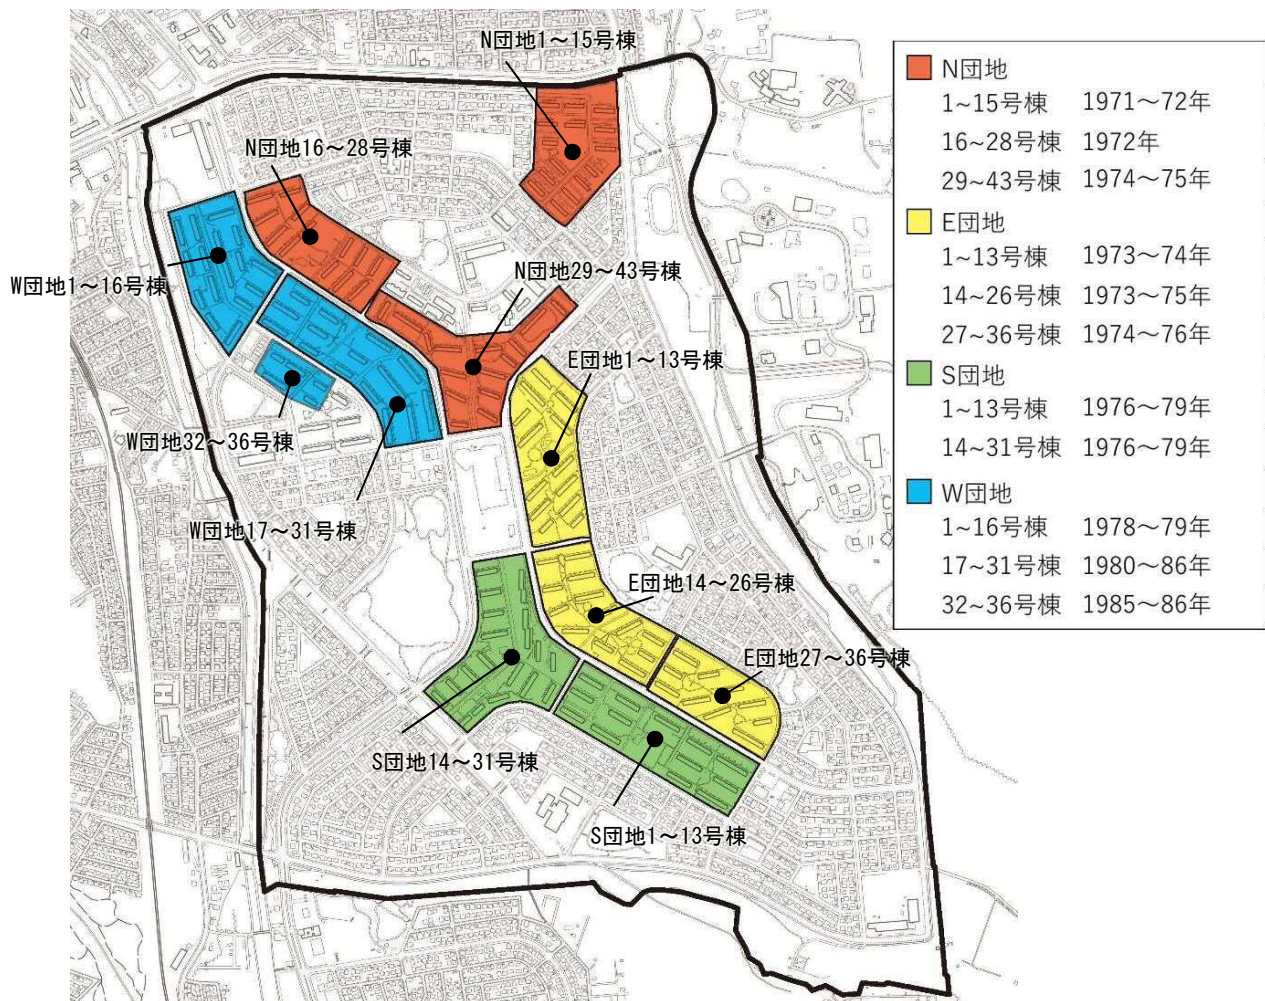 N団地1～15号棟
N団地16～28号棟
N団地29～43号棟
W団地1～16号棟
E団地1～13号棟
W団地32～36号棟
W団地17～31号棟
E団地14～26号棟
E団地27～36号棟
S団地14～31号棟
S団地1～13号棟
N団地
1~15号棟 1971～72年
16~28号棟 1972年
29~43号棟 1974～75年
E団地
1~13号棟 1973～74年
14~26号棟 1973～75年
27~36号棟 1974～76年
S団地
1~13号棟 1976～79年
14~31号棟 1976～79年
W団地
1~16号棟 1978～79年
17~31号棟 1980～86年
32~36号棟 1985～86年